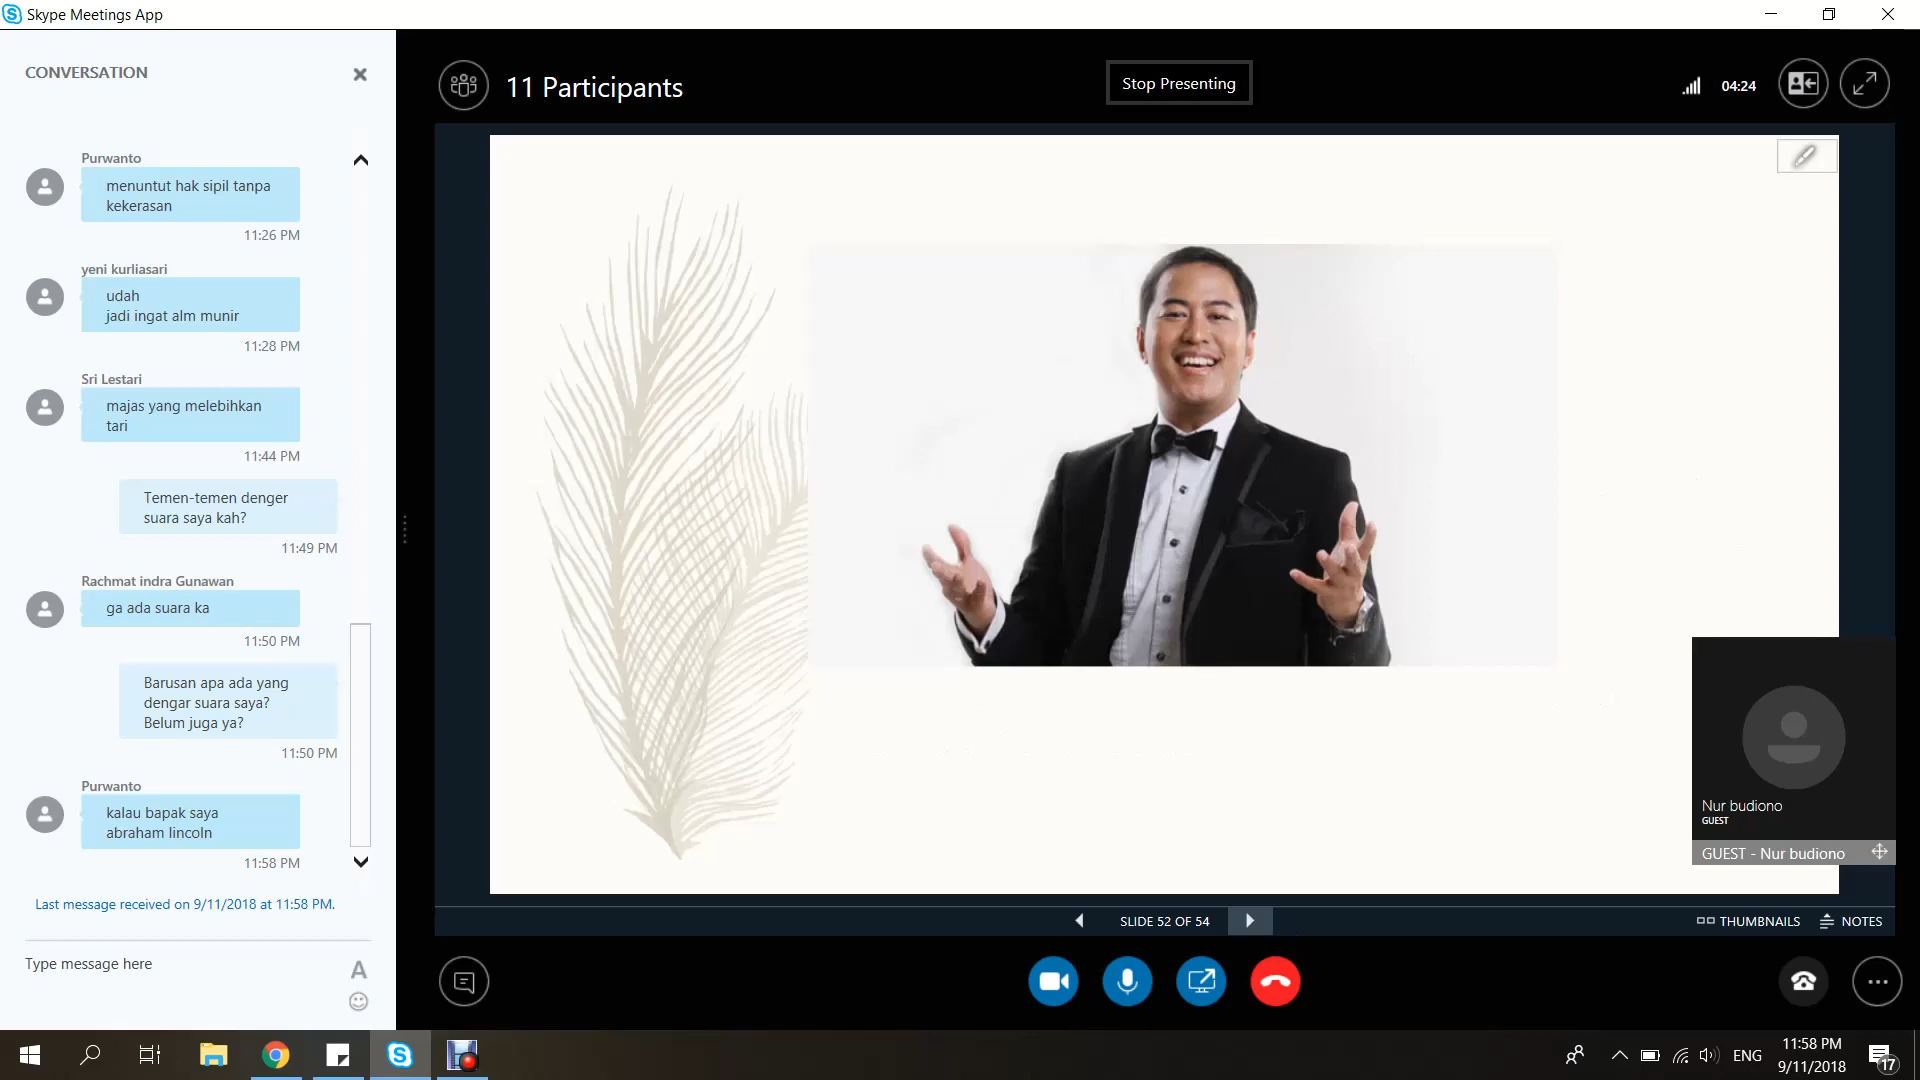 Skype Meetings App
CONVERSATION
Purwanto
menuntut hak sipil tanpa
kekerasan
11:26 PM
yeni kurliasari
udah
jadi ingat alm munir
11:28 PM
Sri Lestari
majas yang melebihkan
tari
11:44 PM
Temen-temen denger
suara saya kah?
11:49 PM
Rachmat indra Gunawan
ga ada suara ka
11:50 PM
Barusan apa ada yang
dengar suara saya?
Belum juga ya?
11:50 PM
Purwanto
kalau bapak saya
abraham lincoln
11:58 PM
Last message received on 9/11/2018 at 11:58 PM.
Type message here
A
11 Participants
Stop Presenting
04:24
Nur budiono
GUEST
GUEST - Nur budiono
SLIDE 52 OF 54
THUMBNAILS
NOTES
ENG
11:58 PM
9/11/2018
17